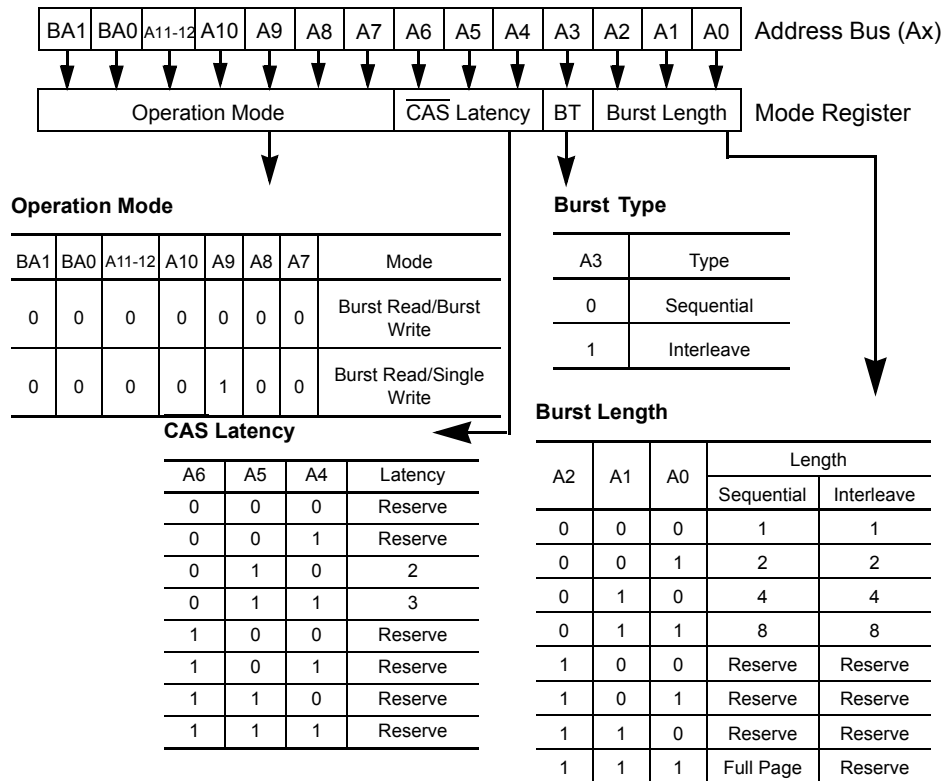 BA1 BA0 A11-12 A10 A9 A8 A7 A6 A5 A4 A3 A2 A1 A0 Address Bus (Ax)
Operation Mode CAS Latency BT Burst Length Mode Register
Operation Mode
BA1 BA0 A11-12 A10 A9 A8 A7 Mode
0 0 0 0 0 0 0 Burst Read/Burst
Write
0 0 0 0 1 0 0 Burst Read/Single
Write
Burst Type
A3 Type
0 Sequential
1 Interleave
CAS Latency
A6 A5 A4 Latency
0 0 0 Reserve
0 0 1 Reserve
0 1 0 2
0 1 1 3
1 0 0 Reserve
1 0 1 Reserve
1 1 0 Reserve
1 1 1 Reserve
Burst Length
A2 A1 A0 Length
Sequential Interleave
0 0 0 1 1
0 0 1 2 2
0 1 0 4 4
0 1 1 8 8
1 0 0 Reserve Reserve
1 0 1 Reserve Reserve
1 1 0 Reserve Reserve
1 1 1 Full Page Reserve